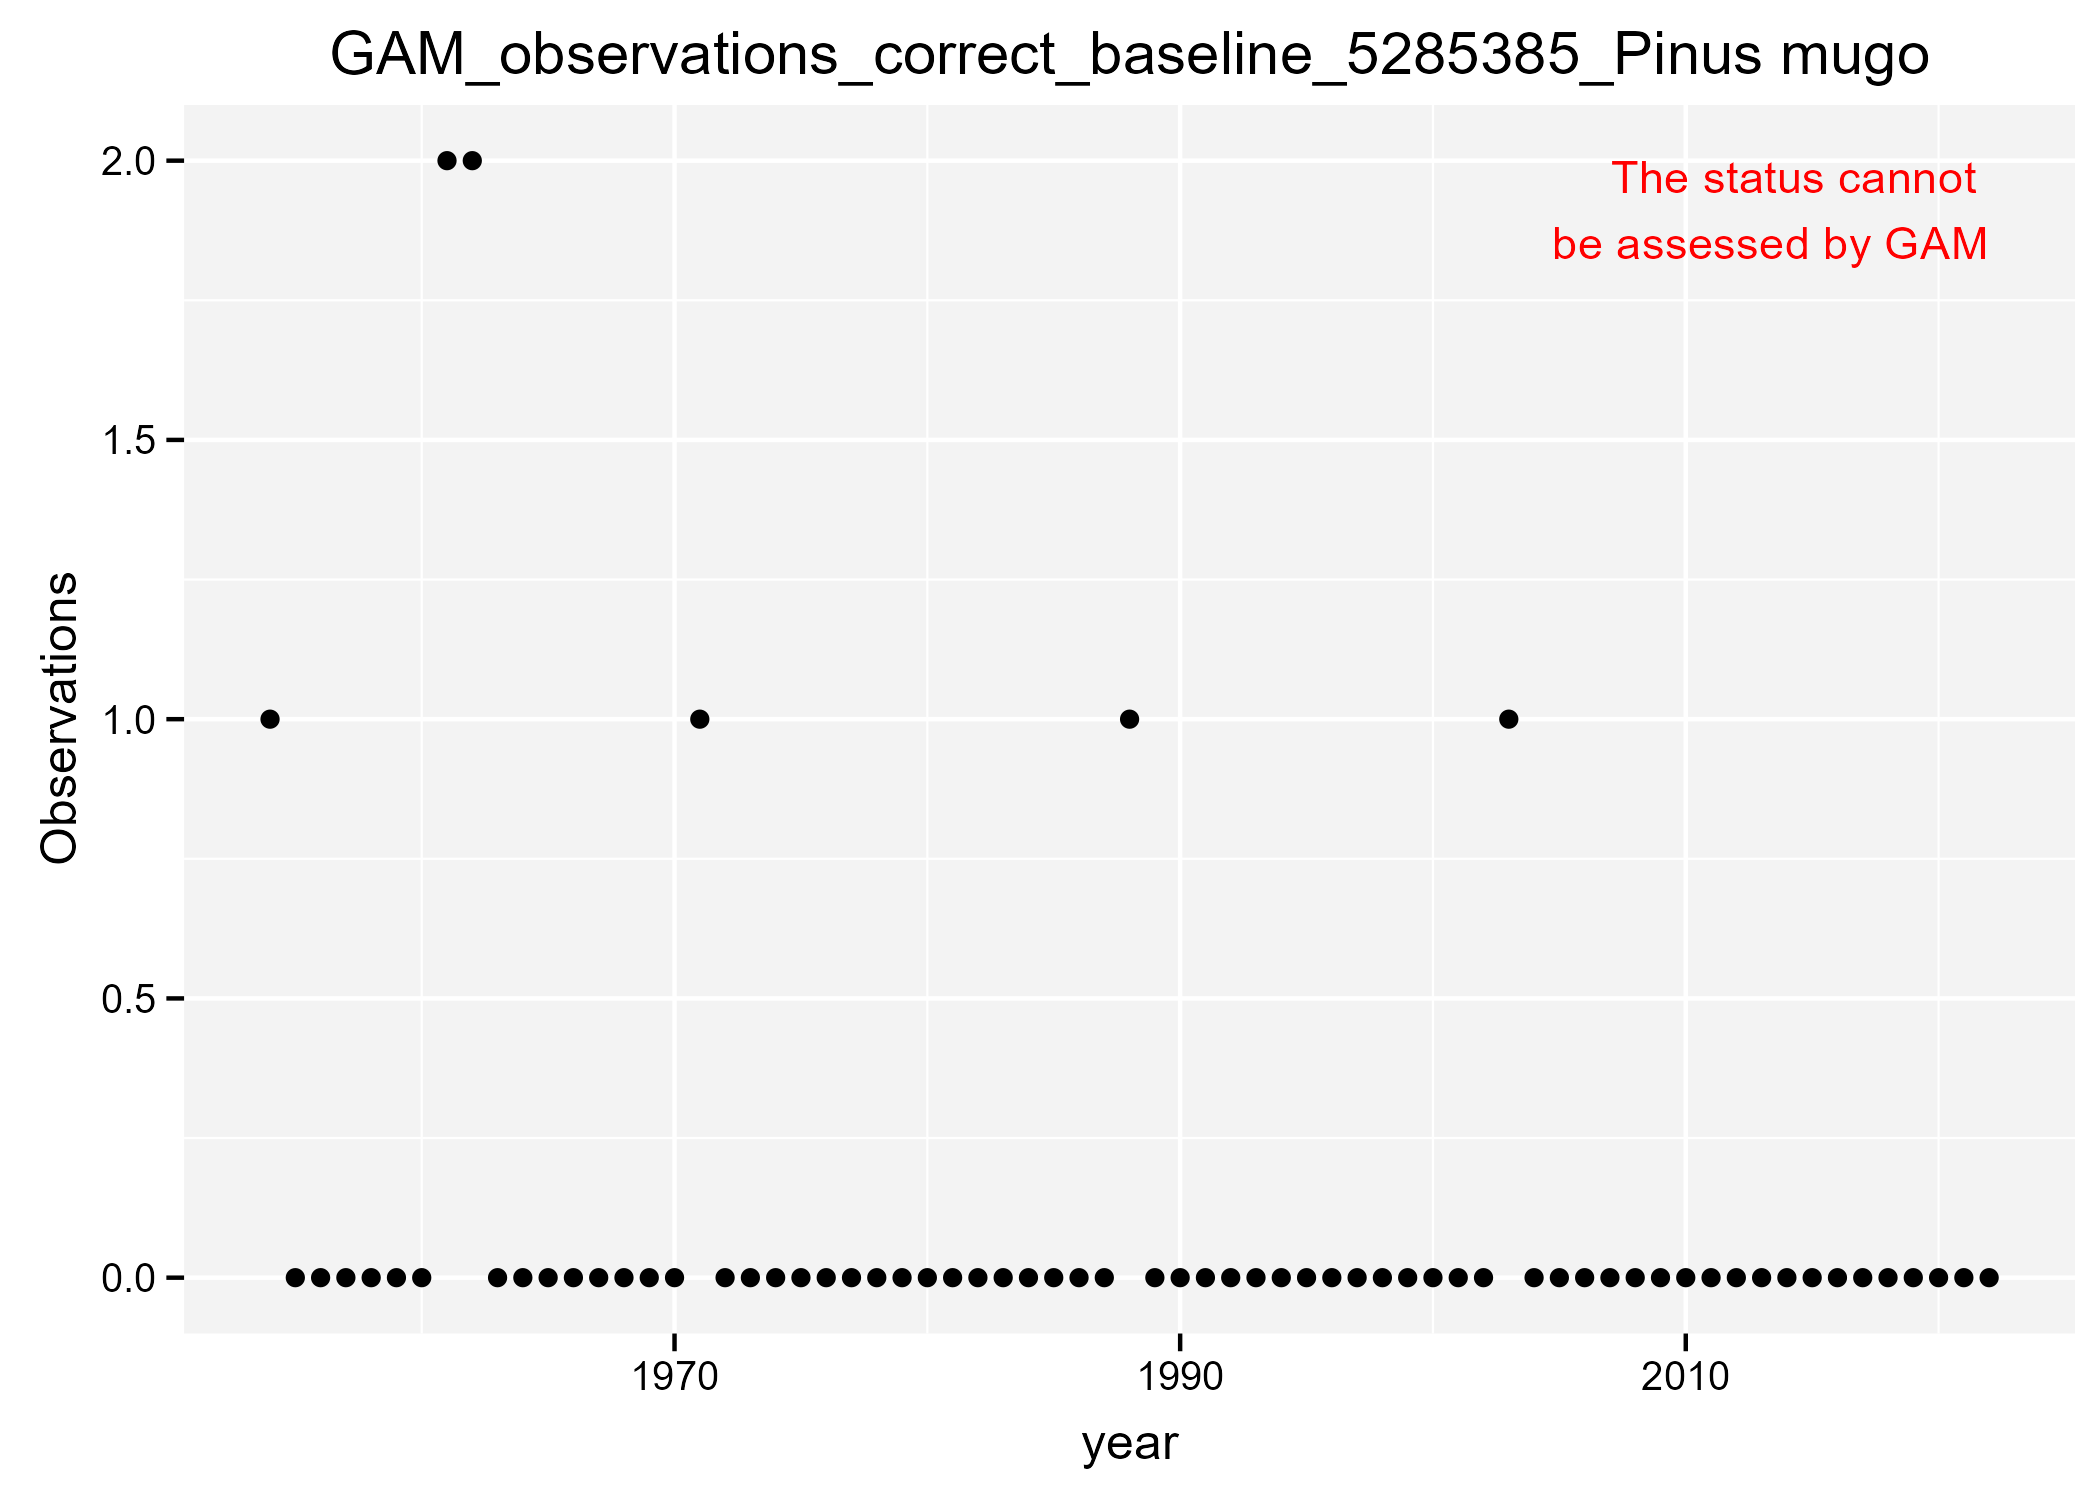 GAM_observations_correct_baseline_5285385_Pinus mugo
2.0
The status cannot
be assessed by GAM
1.5
Observations
1.0
0.5
0.0
1970
1990
2010
year